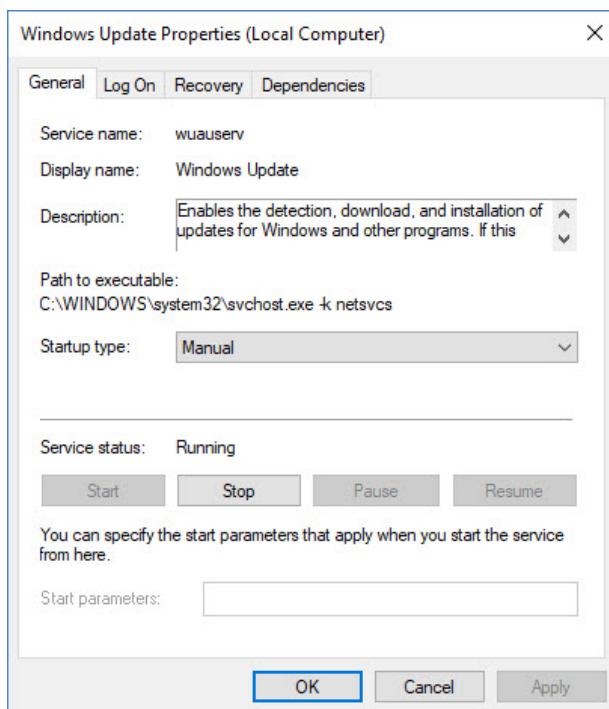 Windows Update Properties (Local Computer)
General Log On Recovery Dependencies
Service name: wuauserv
Display name: Windows Update
Description: Enables the detection, download, and installation of
updates for Windows and other programs. If this
Path to executable:
C:\WINDOWS\system32\svchost.exe -k netsvcs
Startup type: Manual
Service status: Running
Start Stop Pause Resume
You can specify the start parameters that apply when you start the service
from here.
Start parameters:
OK Cancel Apply